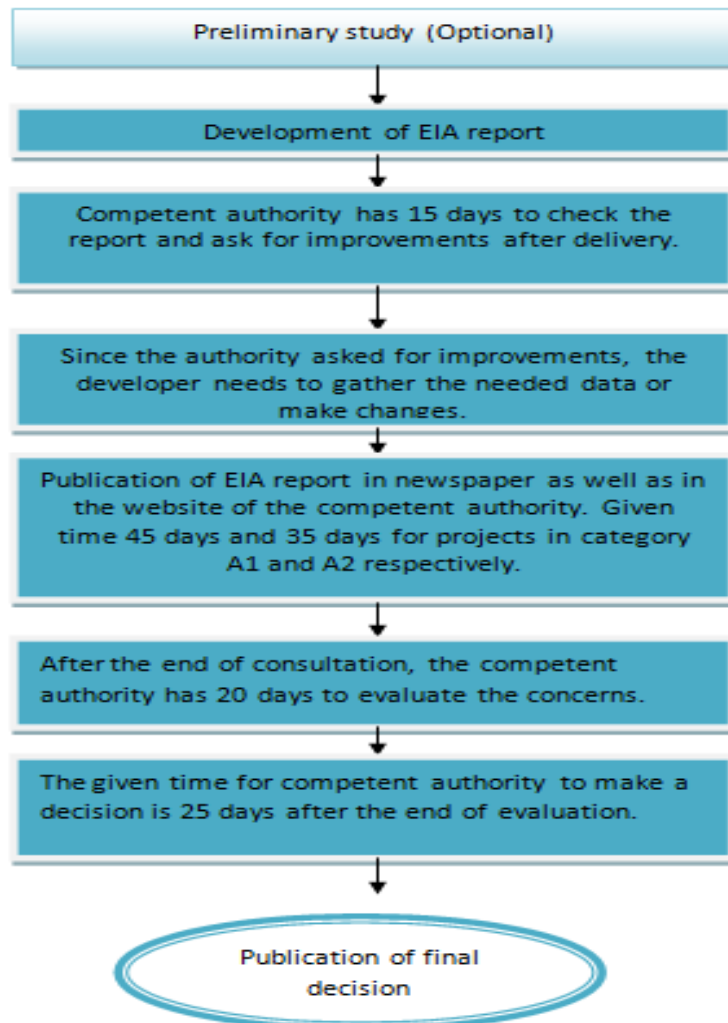 Preliminary study (Optional)
Development of EIA report
Competent authority has 15 days to check the
report and ask for improvements after delivery.
Since the authority asked for improvements, the
developer needs to gather the needed data or
make changes.
Publication of EIA report in newspaper as well as in
the website of the competent authority. Given
time 45 days and 35 days for projects in category
A1 and A2 respectively.
After the end of consultation, the competent
authority has 20 days to evaluate the concerns.
The given time for competent authority to make a
decision is 25 days after the end of evaluation.
Publication of final
decision